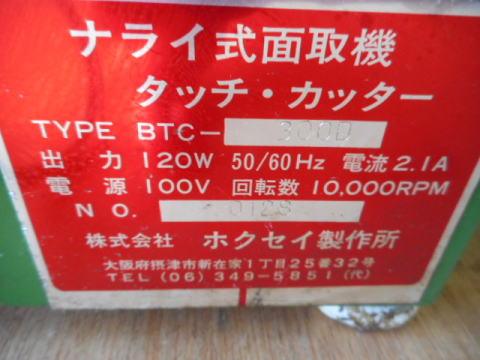 ナライ式面取機
タッチ・カッター
TYPE BTC- 300D
出力 120W 50/60Hz 電流 2.1A
電源 100V 回転数 10,000RPM
NO.
株式会社 ホクセイ製作所
大阪府摂津市新在家1丁目25番32号
TEL (06) 349-5851 (代)